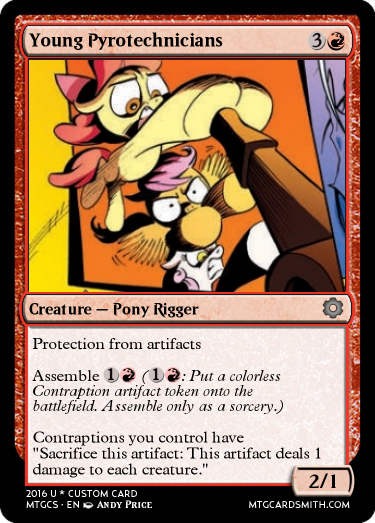 Young Pyrotechnicians 3
Creature — Pony Rigger
Protection from artifacts
Assemble 1 (1: Put a colorless
Contraption artifact token onto the
battlefield. Assemble only as a sorcery.)
Contraptions you control have
"Sacrifice this artifact: This artifact deals 1
damage to each creature."
2/1
2016 U * CUSTOM CARD
MTGCS · EN ANDY PRICE
MTGCARDSMITH.COM